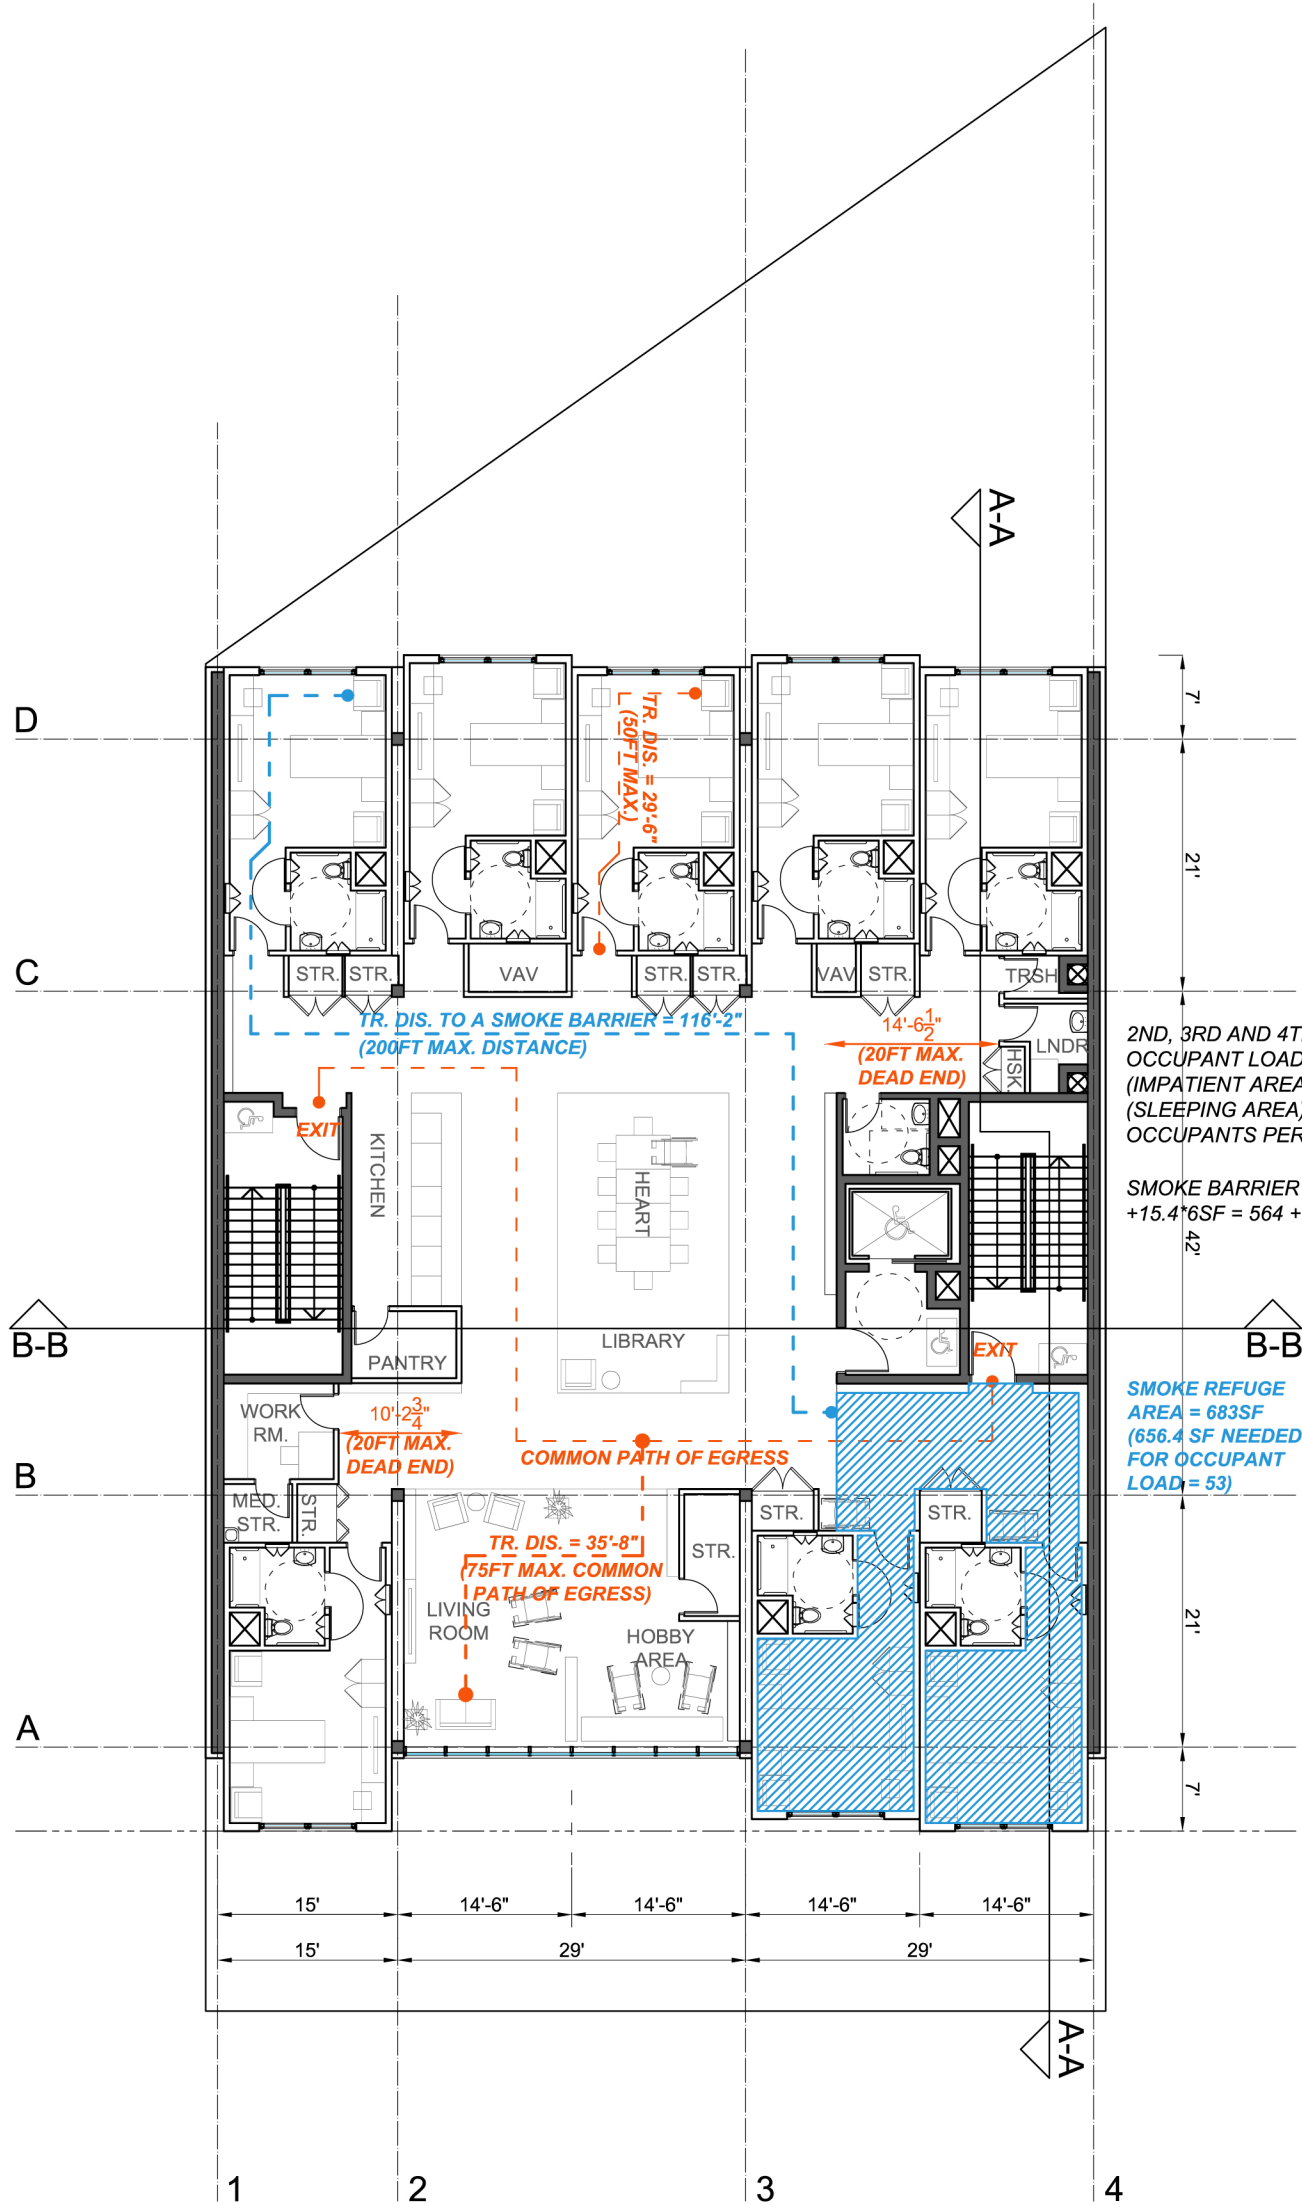 A-A
D
7'
TR. DIS. = 29'-6"
(50FT MAX.)
21'
C
STR.
STR.
VAV
STR.
STR.
VAV
STR.
TRSH
TR. DIS. TO A SMOKE BARRIER = 116'-2"
(200FT MAX. DISTANCE)
14'-6 1/2"
(20FT MAX.
DEAD END)
HSK.
LNDR
2ND, 3RD AND 4T
OCCUPANT LOAD
(IMPATIENT AREA
(SLEEPING AREA)
OCCUPANTS PER
SMOKE BARRIER
+15.4*6SF = 564 +
42'
EXIT
KITCHEN
HEART
LIBRARY
PANTRY
B-B
B-B
EXIT
SMOKE REFUGE
AREA = 683SF
(656.4 SF NEEDED
FOR OCCUPANT
LOAD = 53)
WORK
RM.
10'-2 3/4"
(20FT MAX.
DEAD END)
COMMON PATH OF EGRESS
B
MED.
STR.
STR.
STR.
STR.
STR.
TR. DIS. = 35'-8"
(75FT MAX. COMMON
PATH OF EGRESS)
LIVING
ROOM
HOBBY
AREA
21'
A
7'
15'
14'-6"
14'-6"
14'-6"
14'-6"
15'
29'
29'
A-A
1
2
3
4